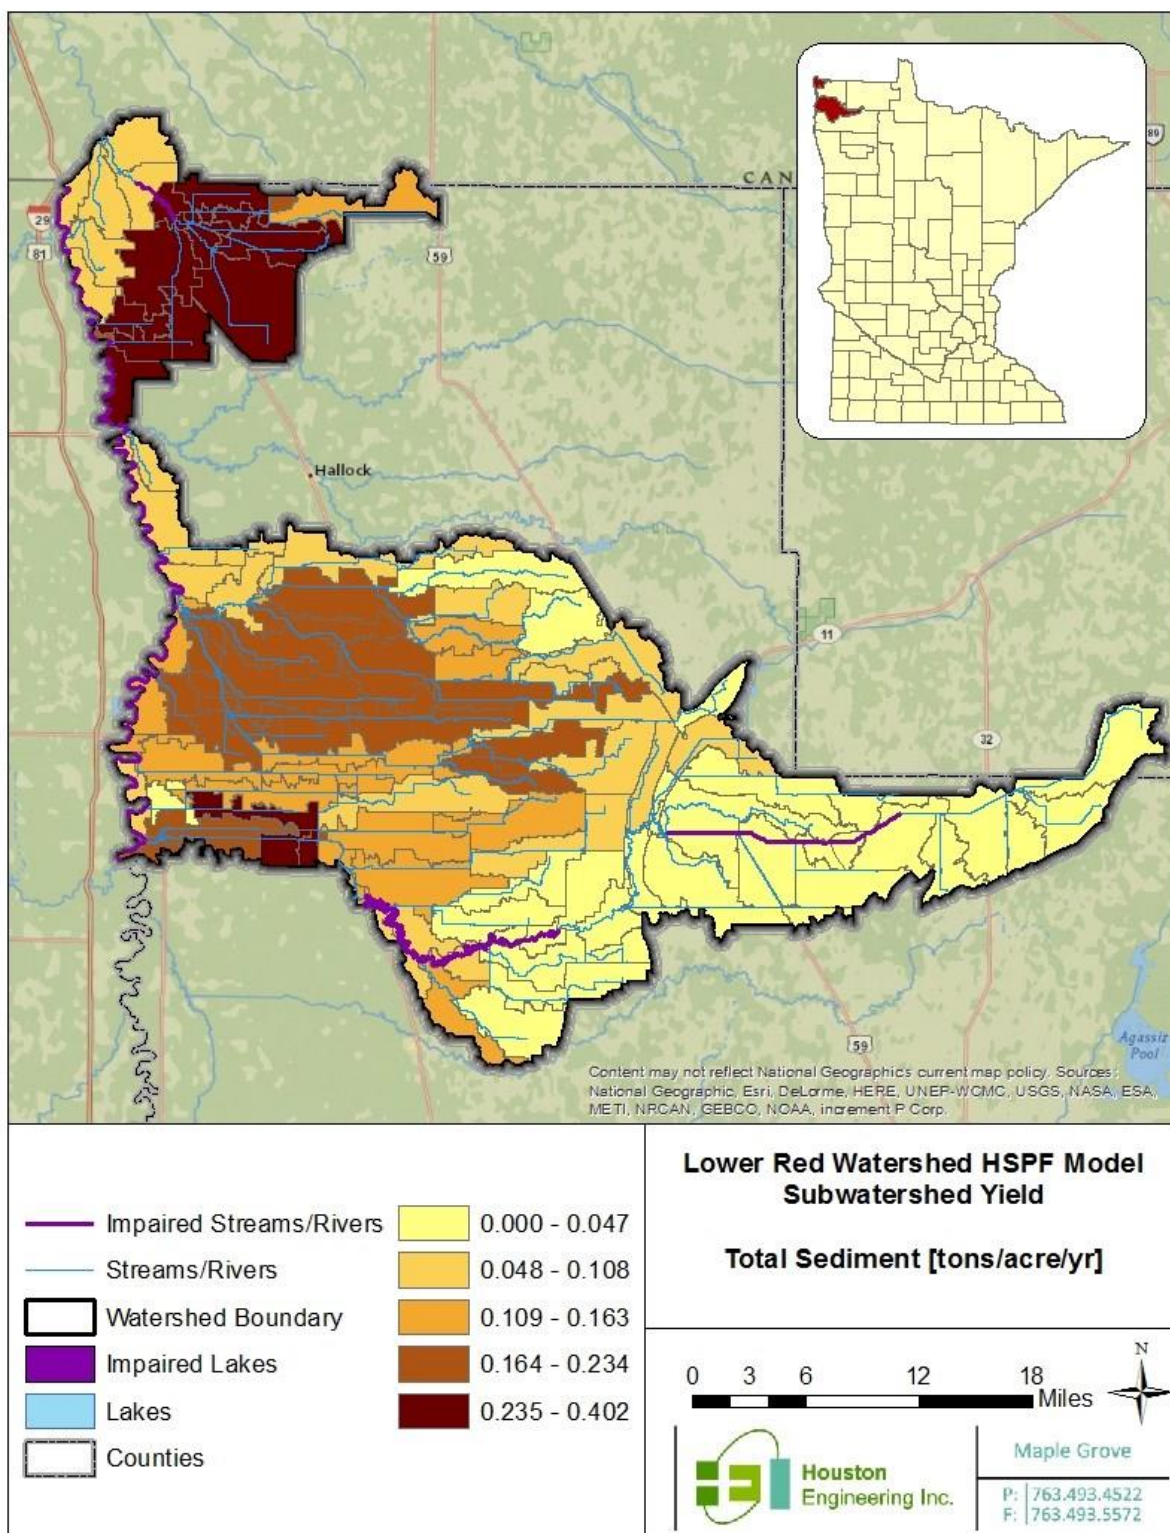 89
CAN
29
81
59
Hallock
11
32
59
Agassiz
Pool
Content may not reflect National Geographic's current map policy. Sources:
National Geographic, Esri, DeLorme, HERE, UNEP-WCMC, USGS, NASA, ESA,
METI, NRCAN, GEBCO, NOAA, increment P Corp.
Impaired Streams/Rivers
Streams/Rivers
Watershed Boundary
Impaired Lakes
Lakes
Counties
0.000 - 0.047
0.048 - 0.108
0.109 - 0.163
0.164 - 0.234
0.235 - 0.402
Lower Red Watershed HSPF Model
Subwatershed Yield
Total Sediment [tons/acre/yr]
N
0 3 6 12 18
Miles
Houston
Engineering Inc.
Maple Grove
P: 763.493.4522
F: 763.493.5572